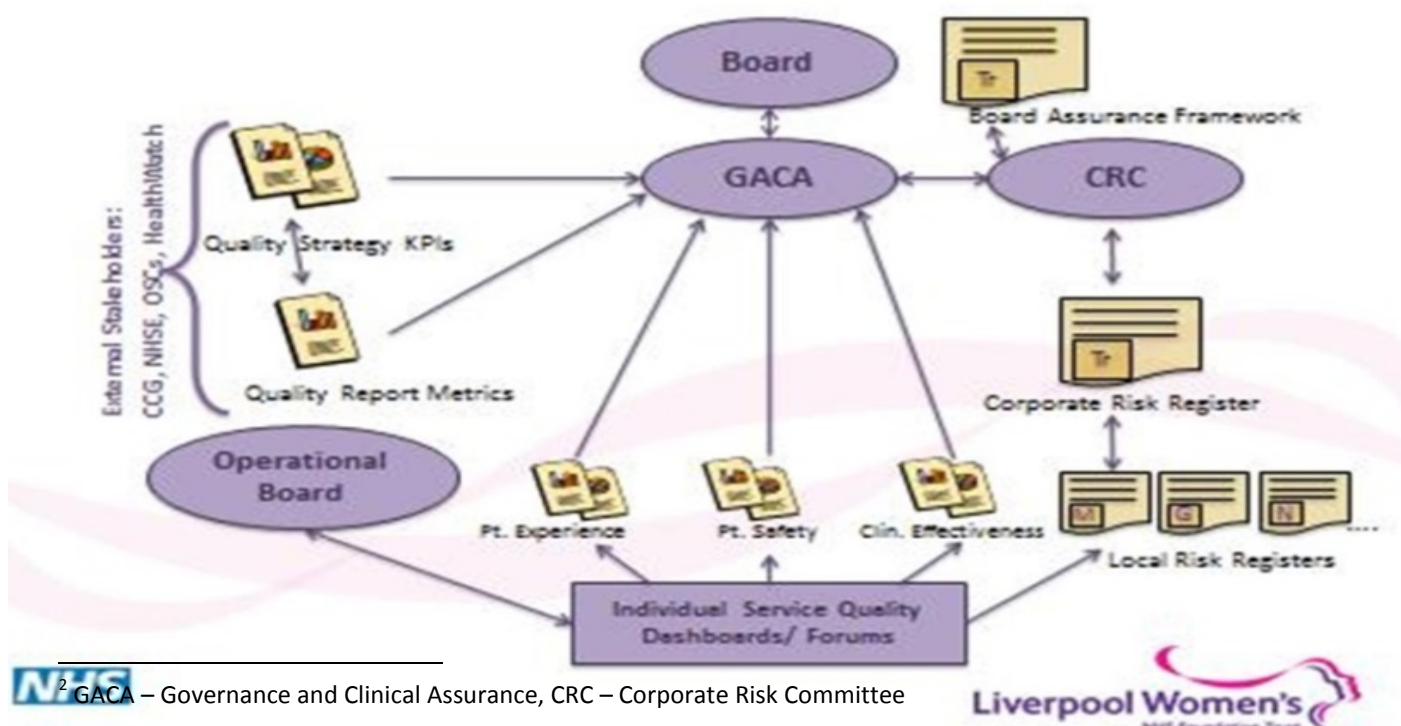 Board
Tr
Board Assurance Framework
GACA
CRC
External Stakeholders:
CCG, NHSE, OSCs, HealthWatch
Quality Strategy KPIs
Quality Report Metrics
Tr
Corporate Risk Register
Operational
Board
Pt. Experience
Pt. Safety
Clin. Effectiveness
M
G
N
....
Local Risk Registers
Individual Service Quality
Dashboards/ Forums
NHS
2 GACA – Governance and Clinical Assurance, CRC – Corporate Risk Committee
Liverpool Women's